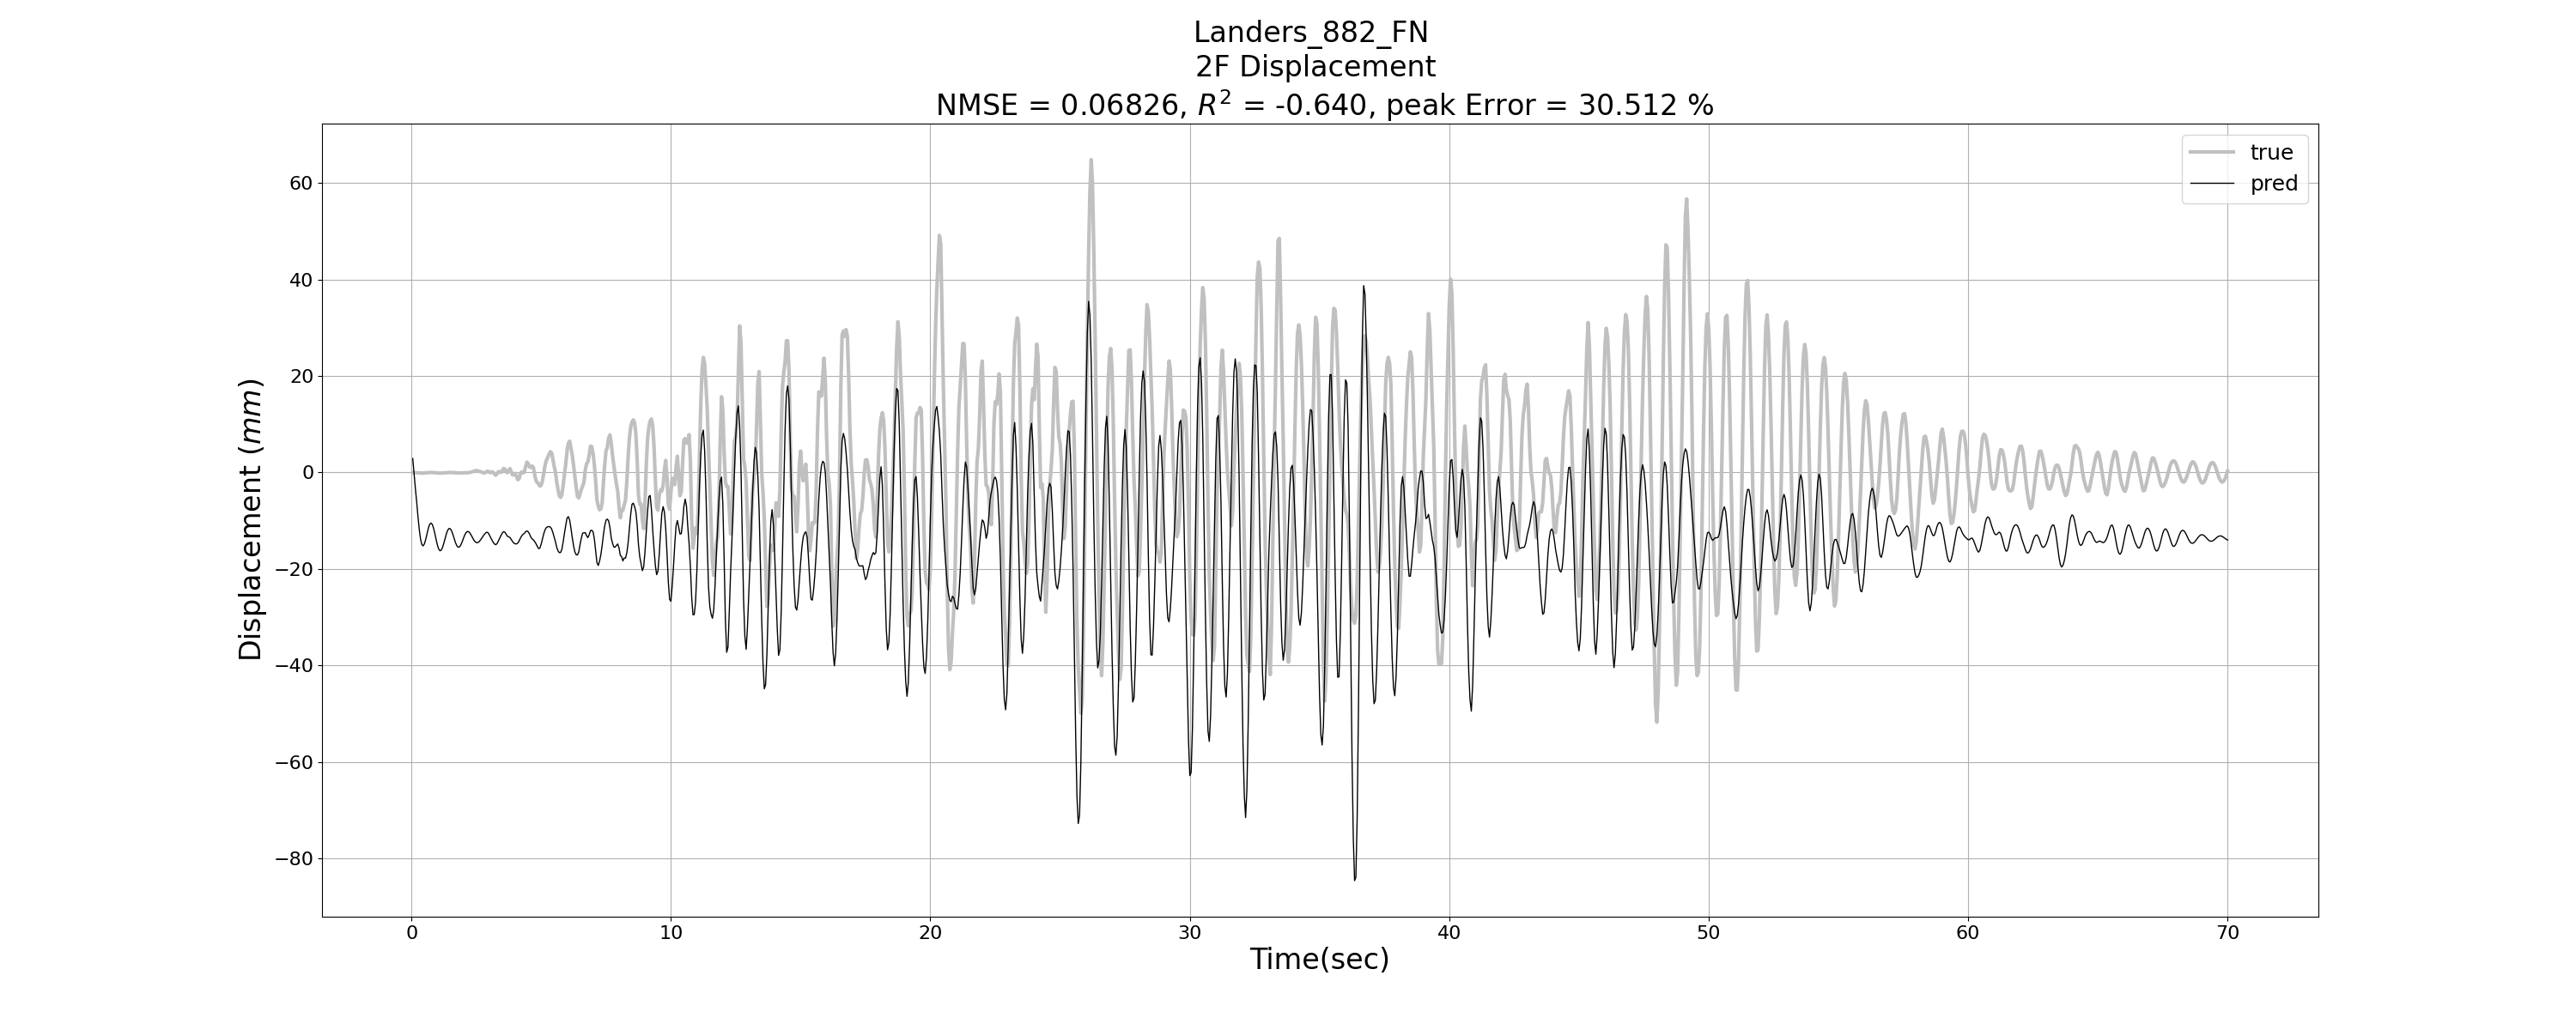 Landers_882_FN
2F Displacement
NMSE = 0.06826, R² = -0.640, peak Error = 30.512 %
true
pred
Displacement (mm)
60
40
20
0
−20
−40
−60
−80
0 10 20 30 40 50 60 70
Time(sec)